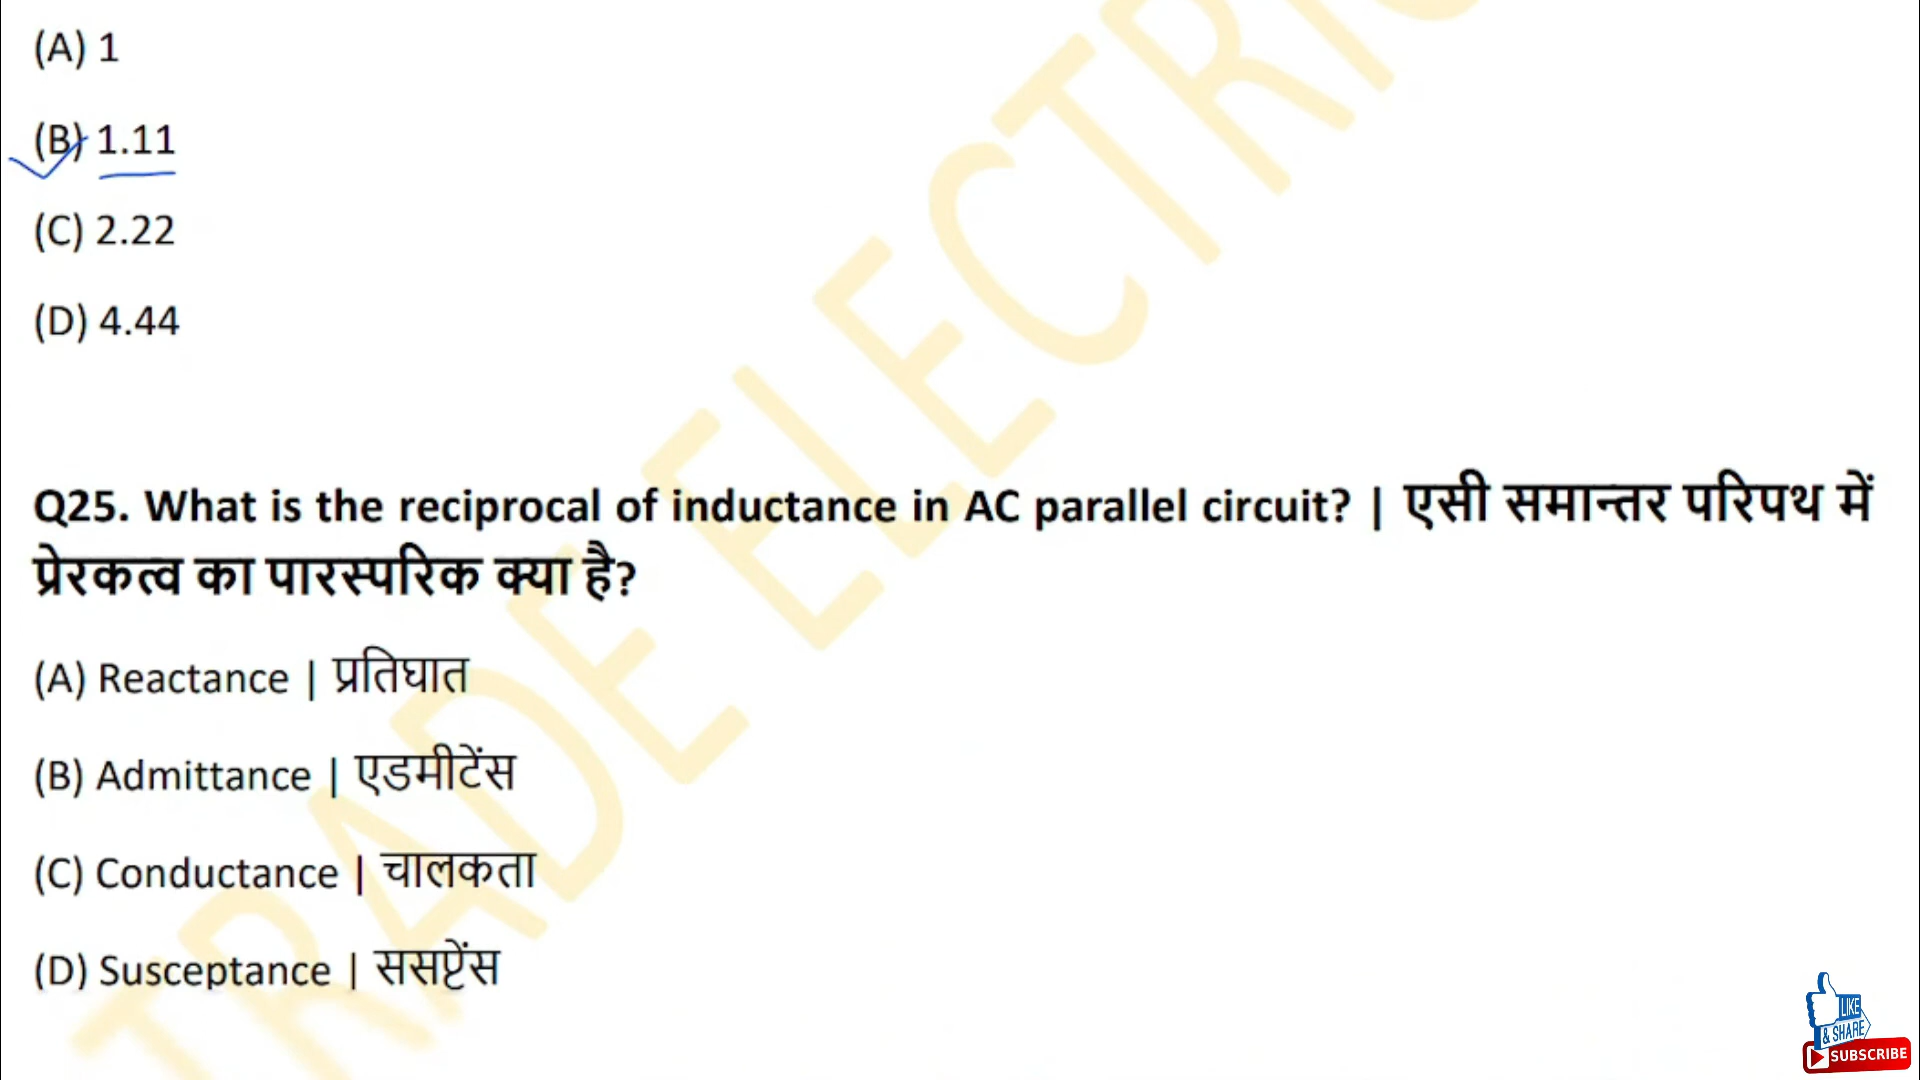 (A) 1
(B) 1.11
(C) 2.22
(D) 4.44
Q25. What is the reciprocal of inductance in AC parallel circuit? | एसी समान्तर परिपथ में
प्रेरकत्व का पारस्परिक क्या है?
(A) Reactance | प्रतिघात
(B) Admittance | एडमीटेंस
(C) Conductance | चालकता
(D) Susceptance | ससप्टेंस
TRADE ELECTRIC
LIKE
& SHARE
SUBSCRIBE